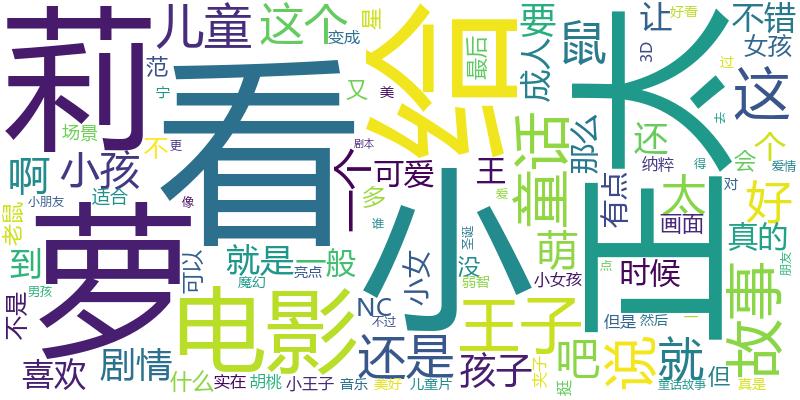 莉
萝
看
给
小
正太
电影
王子
故事
童话
儿童
这个
变成
星
最后
要
成人
鼠
让
3D
好看
不错
女孩
过
这
去
范
宁
又
美
不
更
剧本
场景
啊
小孩
一个
可爱
王
那么
还
纳粹
得
会
个
爱情
小朋友
适合
像
多
谁
爱
圣诞
萌
有点
太
对
好
老鼠
到
就是
一般
可以
小女
没
弱智
小女孩
画面
真的
点
朋友
男孩
不是
魔幻
亮点
NC
不过
时候
但是
然后
一
喜欢
剧情
什么
实在
胡桃
小王子
音乐
还是
美好
儿童片
孩子
夹子
挺
吧
说
就
童话故事
但
真是